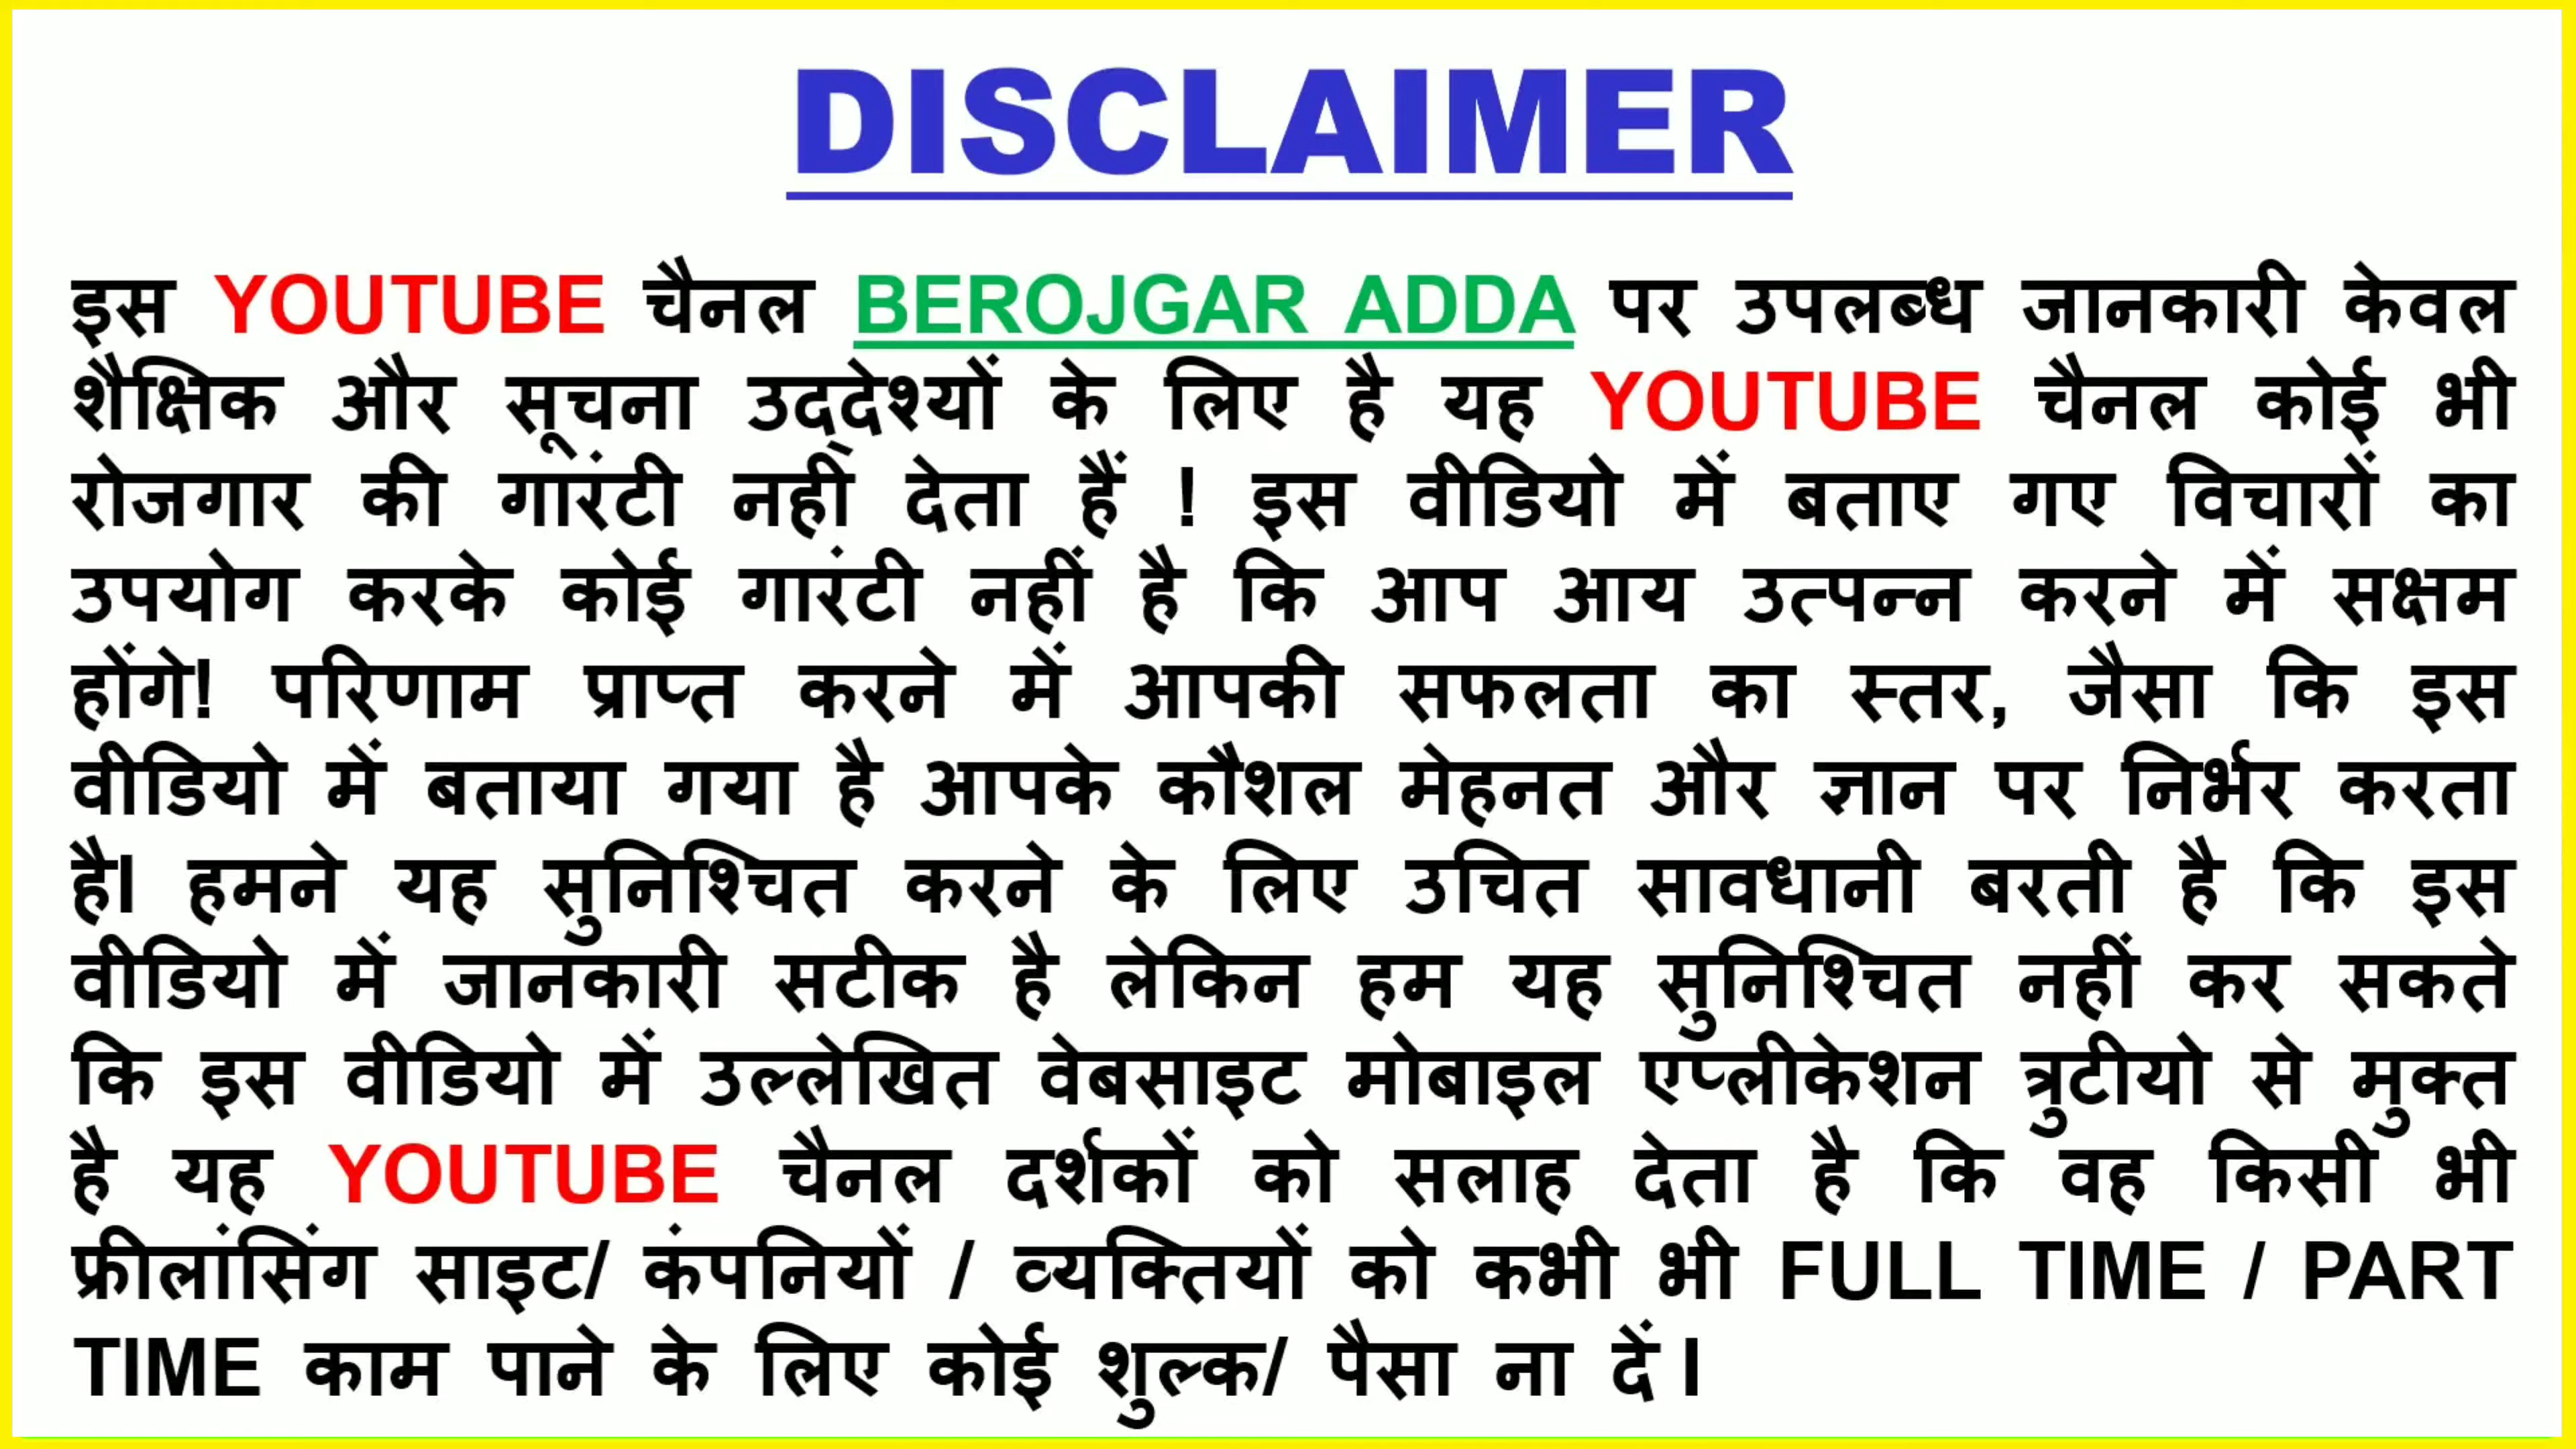 DISCLAIMER
इस YOUTUBE चैनल BEROJGAR ADDA पर उपलब्ध जानकारी केवल
शैक्षिक और सूचना उद्देश्यों के लिए है यह YOUTUBE चैनल कोई भी
रोजगार की गारंटी नहीं देता हैं ! इस वीडियो में बताए गए विचारों का
उपयोग करके कोई गारंटी नहीं है कि आप आय उत्पन्न करने में सक्षम
होंगे! परिणाम प्राप्त करने में आपकी सफलता का स्तर, जैसा कि इस
वीडियो में बताया गया है आपके कौशल मेहनत और ज्ञान पर निर्भर करता
है। हमने यह सुनिश्चित करने के लिए उचित सावधानी बरती है कि इस
वीडियो में जानकारी सटीक है लेकिन हम यह सुनिश्चित नहीं कर सकते
कि इस वीडियो में उल्लेखित वेबसाइट मोबाइल एप्लीकेशन त्रुटीयो से मुक्त
है यह YOUTUBE चैनल दर्शकों को सलाह देता है कि वह किसी भी
फ्रीलांसिंग साइट/ कंपनियों / व्यक्तियों को कभी भी FULL TIME / PART
TIME काम पाने के लिए कोई शुल्क/ पैसा ना दें ।